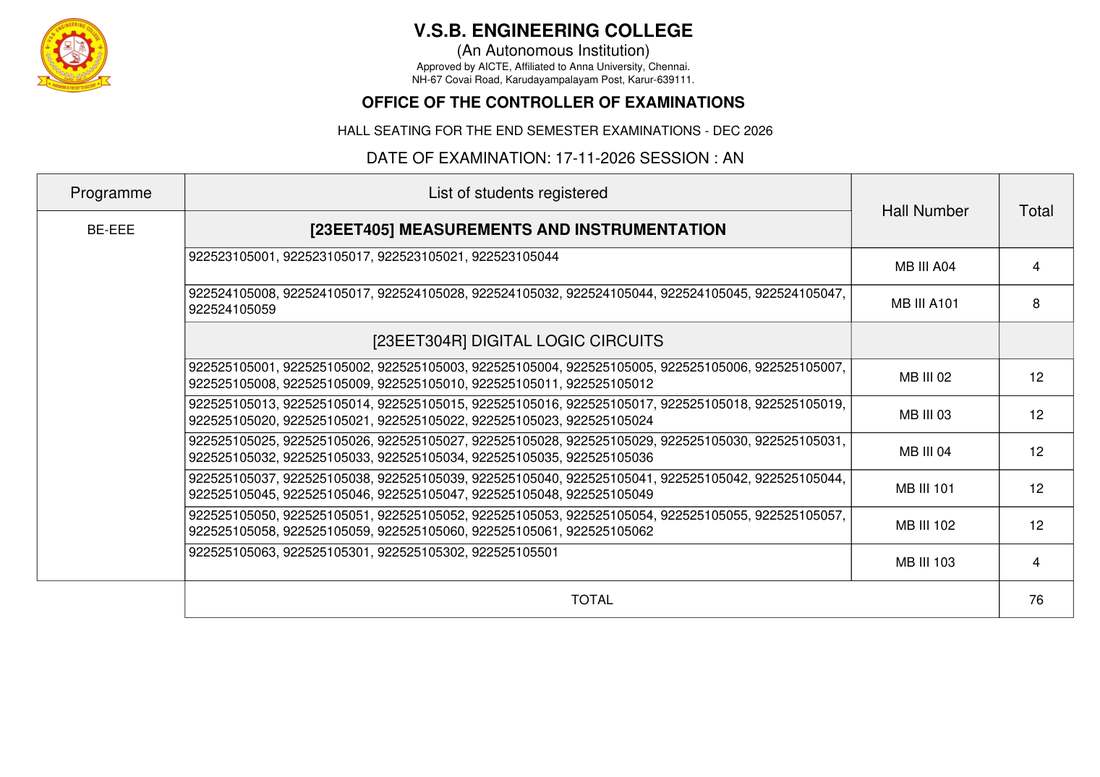 V.S.B. ENGINEERING COLLEGE
(An Autonomous Institution)
Approved by AICTE, Affiliated to Anna University, Chennai.
NH-67 Covai Road, Karudayampalayam Post, Karur-639111.
OFFICE OF THE CONTROLLER OF EXAMINATIONS
HALL SEATING FOR THE END SEMESTER EXAMINATIONS - DEC 2026
DATE OF EXAMINATION: 17-11-2026 SESSION : AN
Programme
List of students registered
Hall Number
Total
BE-EEE
[23EET405] MEASUREMENTS AND INSTRUMENTATION
922523105001, 922523105017, 922523105021, 922523105044
MB III A04
4
922524105008, 922524105017, 922524105028, 922524105032, 922524105044, 922524105045, 922524105047,
922524105059
MB III A101
8
[23EET304R] DIGITAL LOGIC CIRCUITS
922525105001, 922525105002, 922525105003, 922525105004, 922525105005, 922525105006, 922525105007,
922525105008, 922525105009, 922525105010, 922525105011, 922525105012
MB III 02
12
922525105013, 922525105014, 922525105015, 922525105016, 922525105017, 922525105018, 922525105019,
922525105020, 922525105021, 922525105022, 922525105023, 922525105024
MB III 03
12
922525105025, 922525105026, 922525105027, 922525105028, 922525105029, 922525105030, 922525105031,
922525105032, 922525105033, 922525105034, 922525105035, 922525105036
MB III 04
12
922525105037, 922525105038, 922525105039, 922525105040, 922525105041, 922525105042, 922525105044,
922525105045, 922525105046, 922525105047, 922525105048, 922525105049
MB III 101
12
922525105050, 922525105051, 922525105052, 922525105053, 922525105054, 922525105055, 922525105057,
922525105058, 922525105059, 922525105060, 922525105061, 922525105062
MB III 102
12
922525105063, 922525105301, 922525105302, 922525105501
MB III 103
4
TOTAL
76